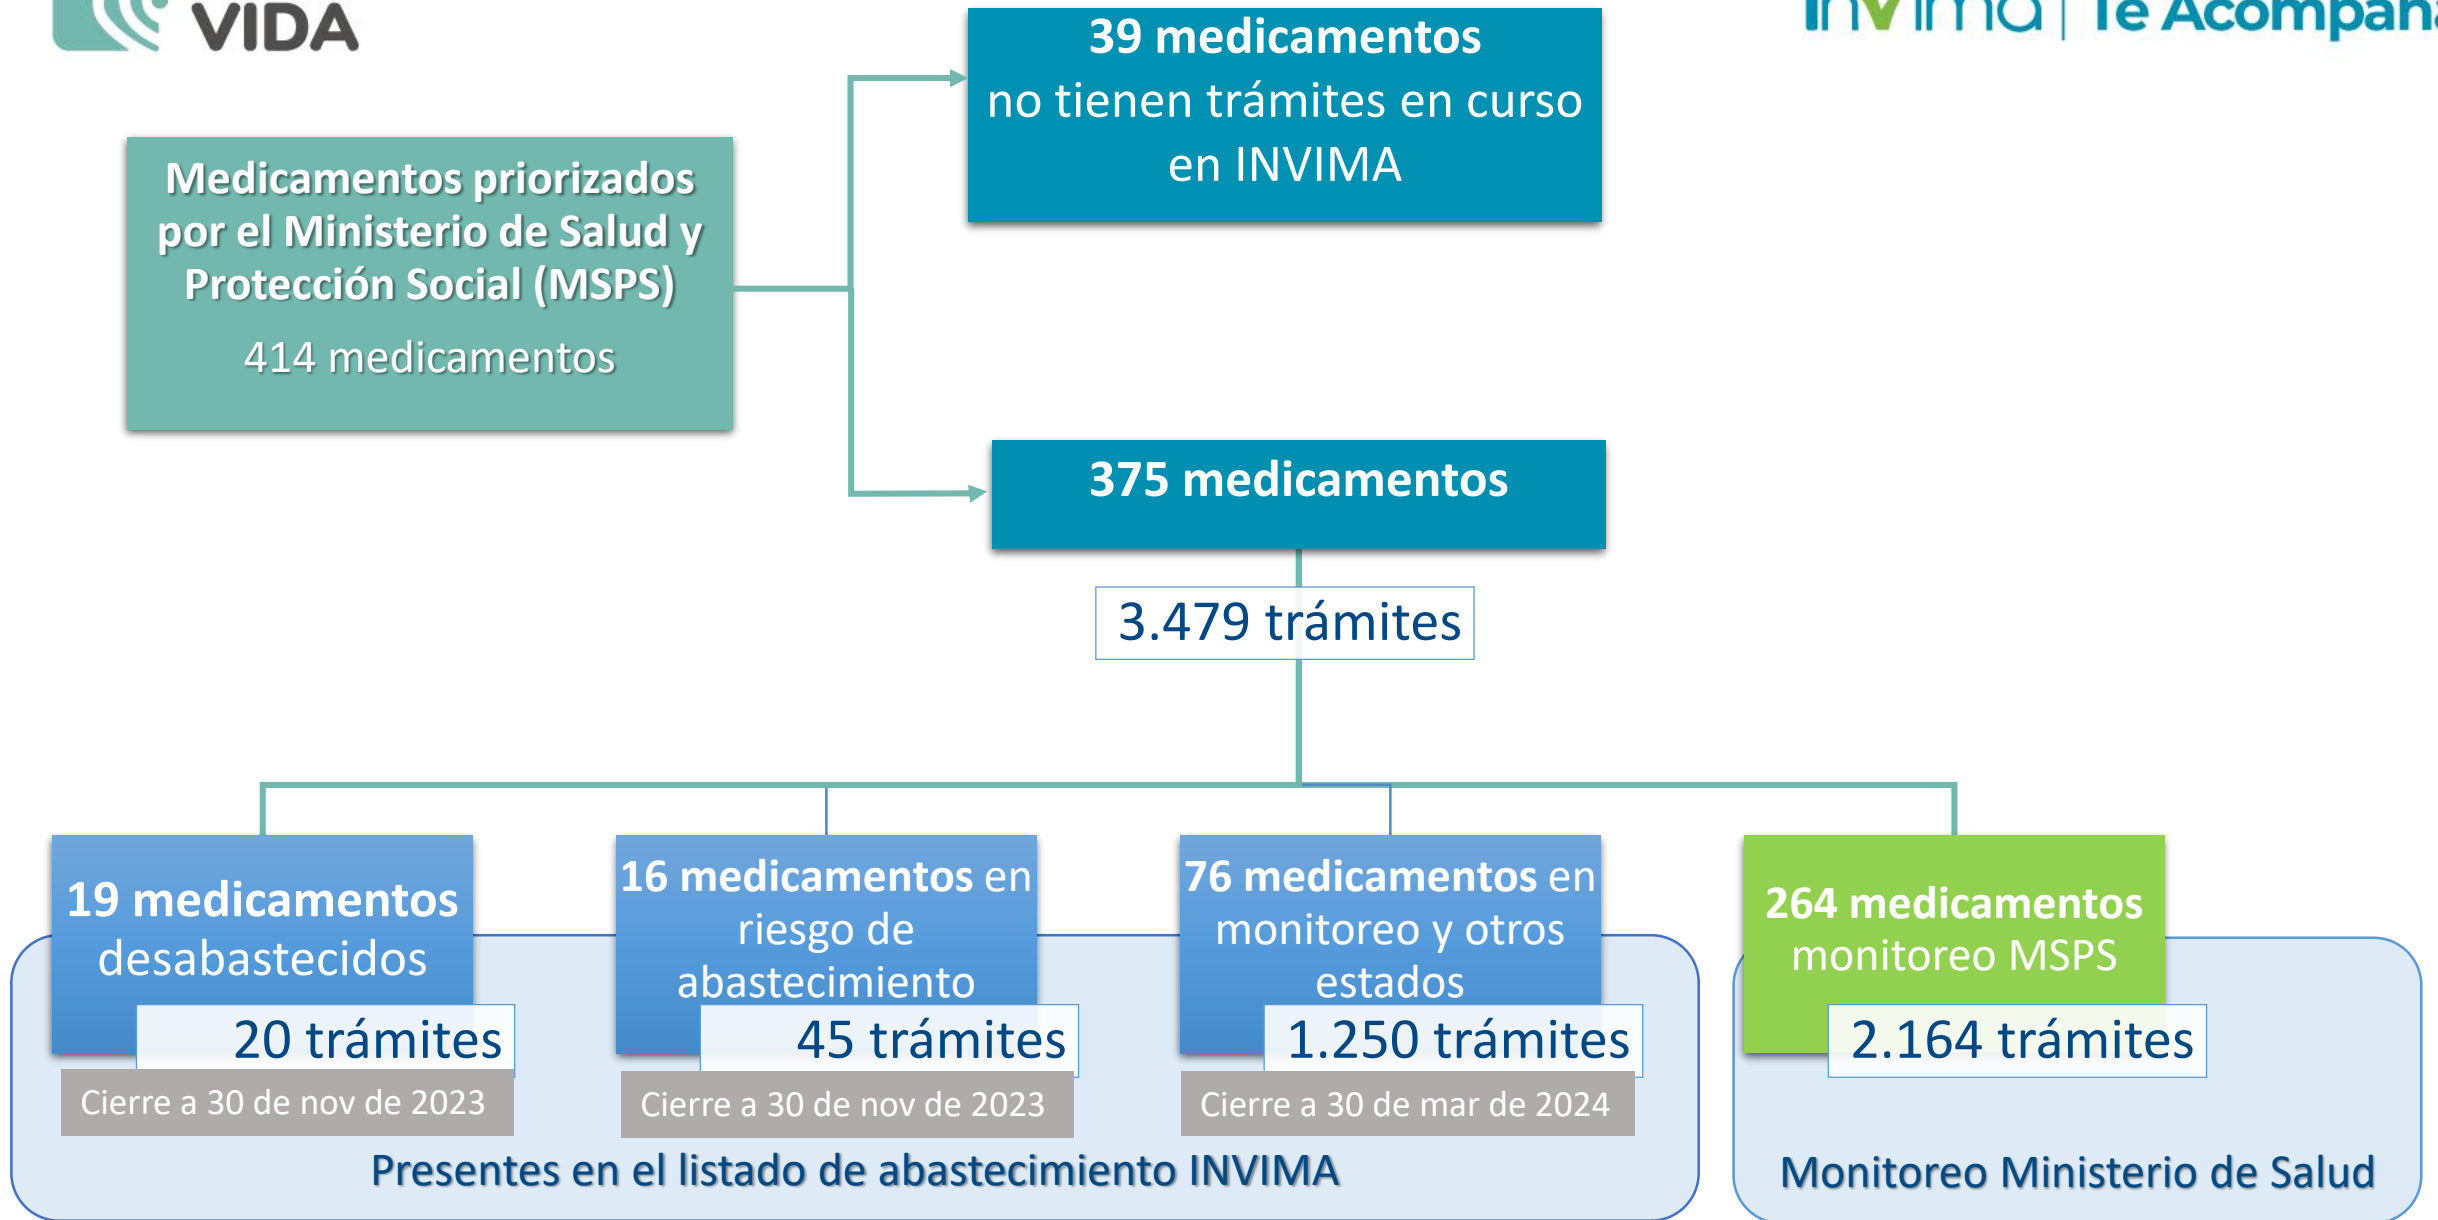 VIDA
invima | Te Acompaña
39 medicamentos
no tienen trámites en curso
en INVIMA
Medicamentos priorizados
por el Ministerio de Salud y
Protección Social (MSPS)
414 medicamentos
375 medicamentos
3.479 trámites
19 medicamentos
desabastecidos
20 trámites
Cierre a 30 de nov de 2023
16 medicamentos en
riesgo de
abastecimiento
45 trámites
Cierre a 30 de nov de 2023
76 medicamentos en
monitoreo y otros
estados
1.250 trámites
Cierre a 30 de mar de 2024
264 medicamentos
monitoreo MSPS
2.164 trámites
Presentes en el listado de abastecimiento INVIMA
Monitoreo Ministerio de Salud